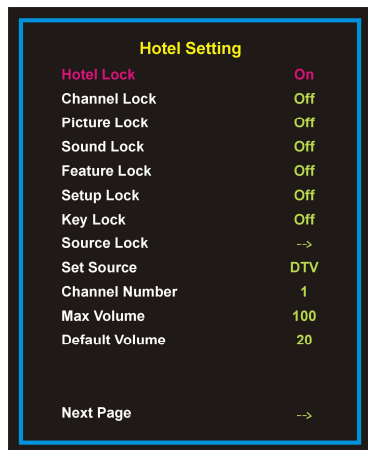 Hotel Setting
Hotel Lock On
Channel Lock Off
Picture Lock Off
Sound Lock Off
Feature Lock Off
Setup Lock Off
Key Lock Off
Source Lock -->
Set Source DTV
Channel Number 1
Max Volume 100
Default Volume 20
Next Page -->